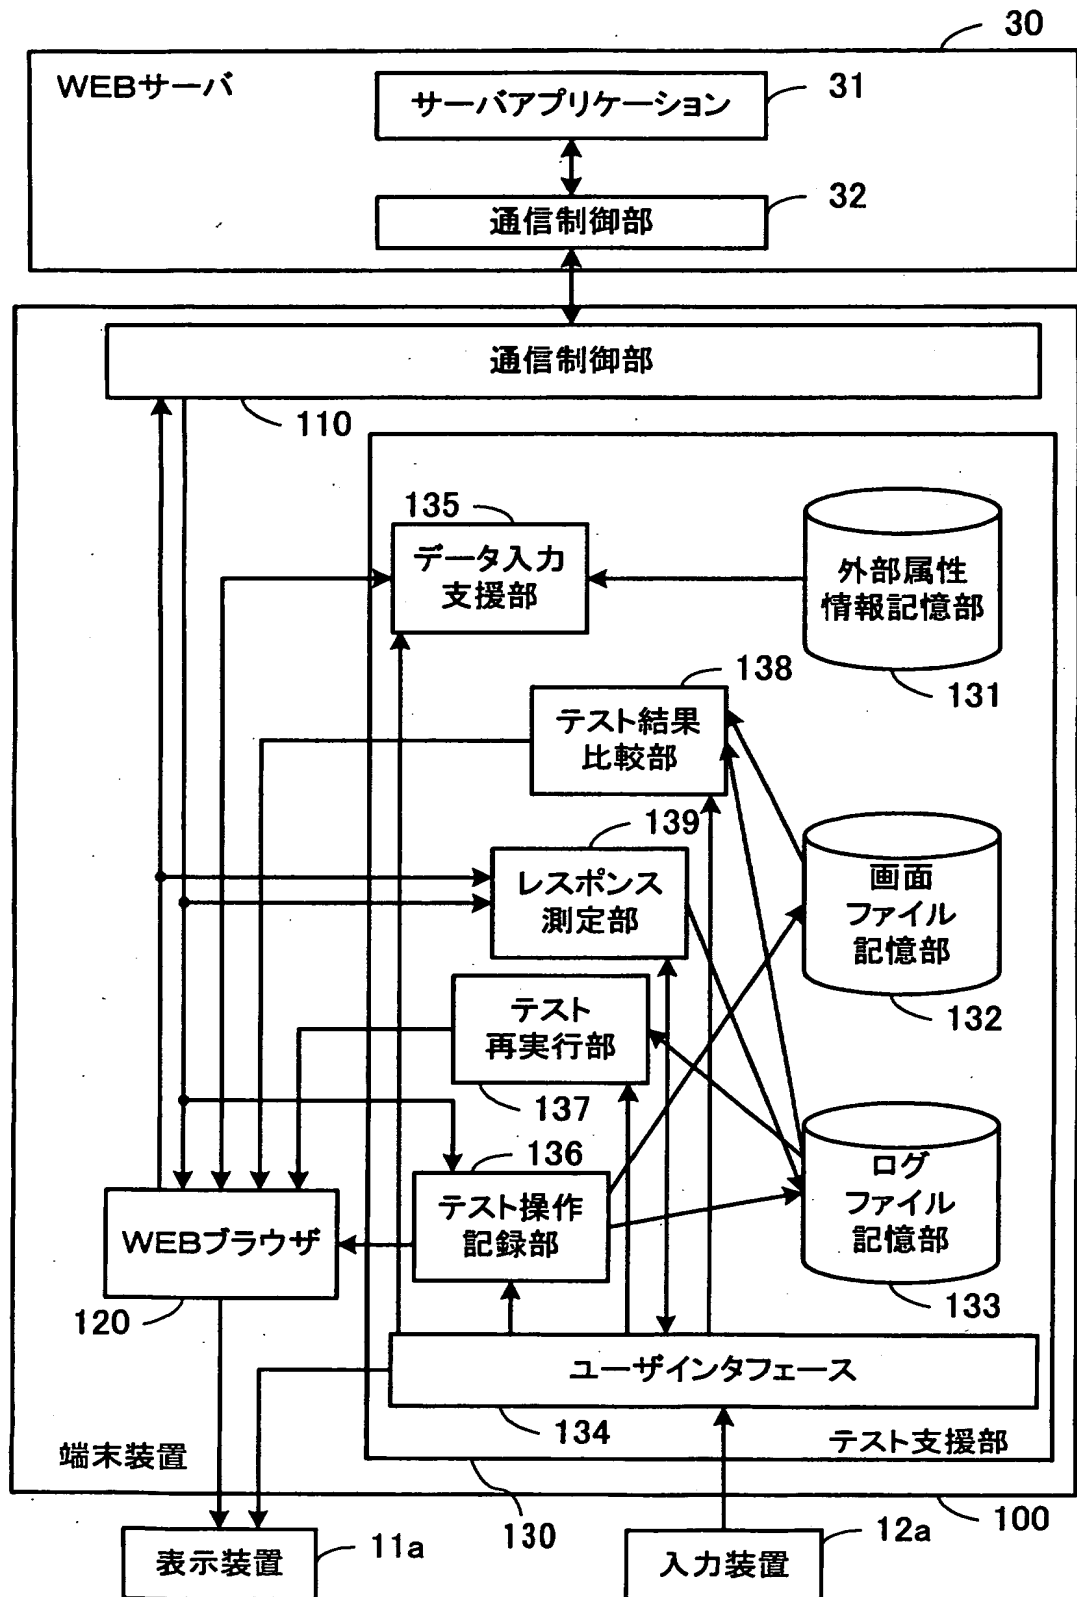 30
WEBサーバ
サーバアプリケーション
31
通信制御部
32
通信制御部
110
135
データ入力
支援部
外部属性
情報記憶部
131
138
テスト結果
比較部
139
レスポンス
測定部
画面
ファイル
記憶部
132
テスト
再実行部
137
136
テスト操作
記録部
ログ
ファイル
記憶部
133
WEBブラウザ
120
ユーザインタフェース
134
テスト支援部
端末装置
130
100
表示装置
11a
入力装置
12a